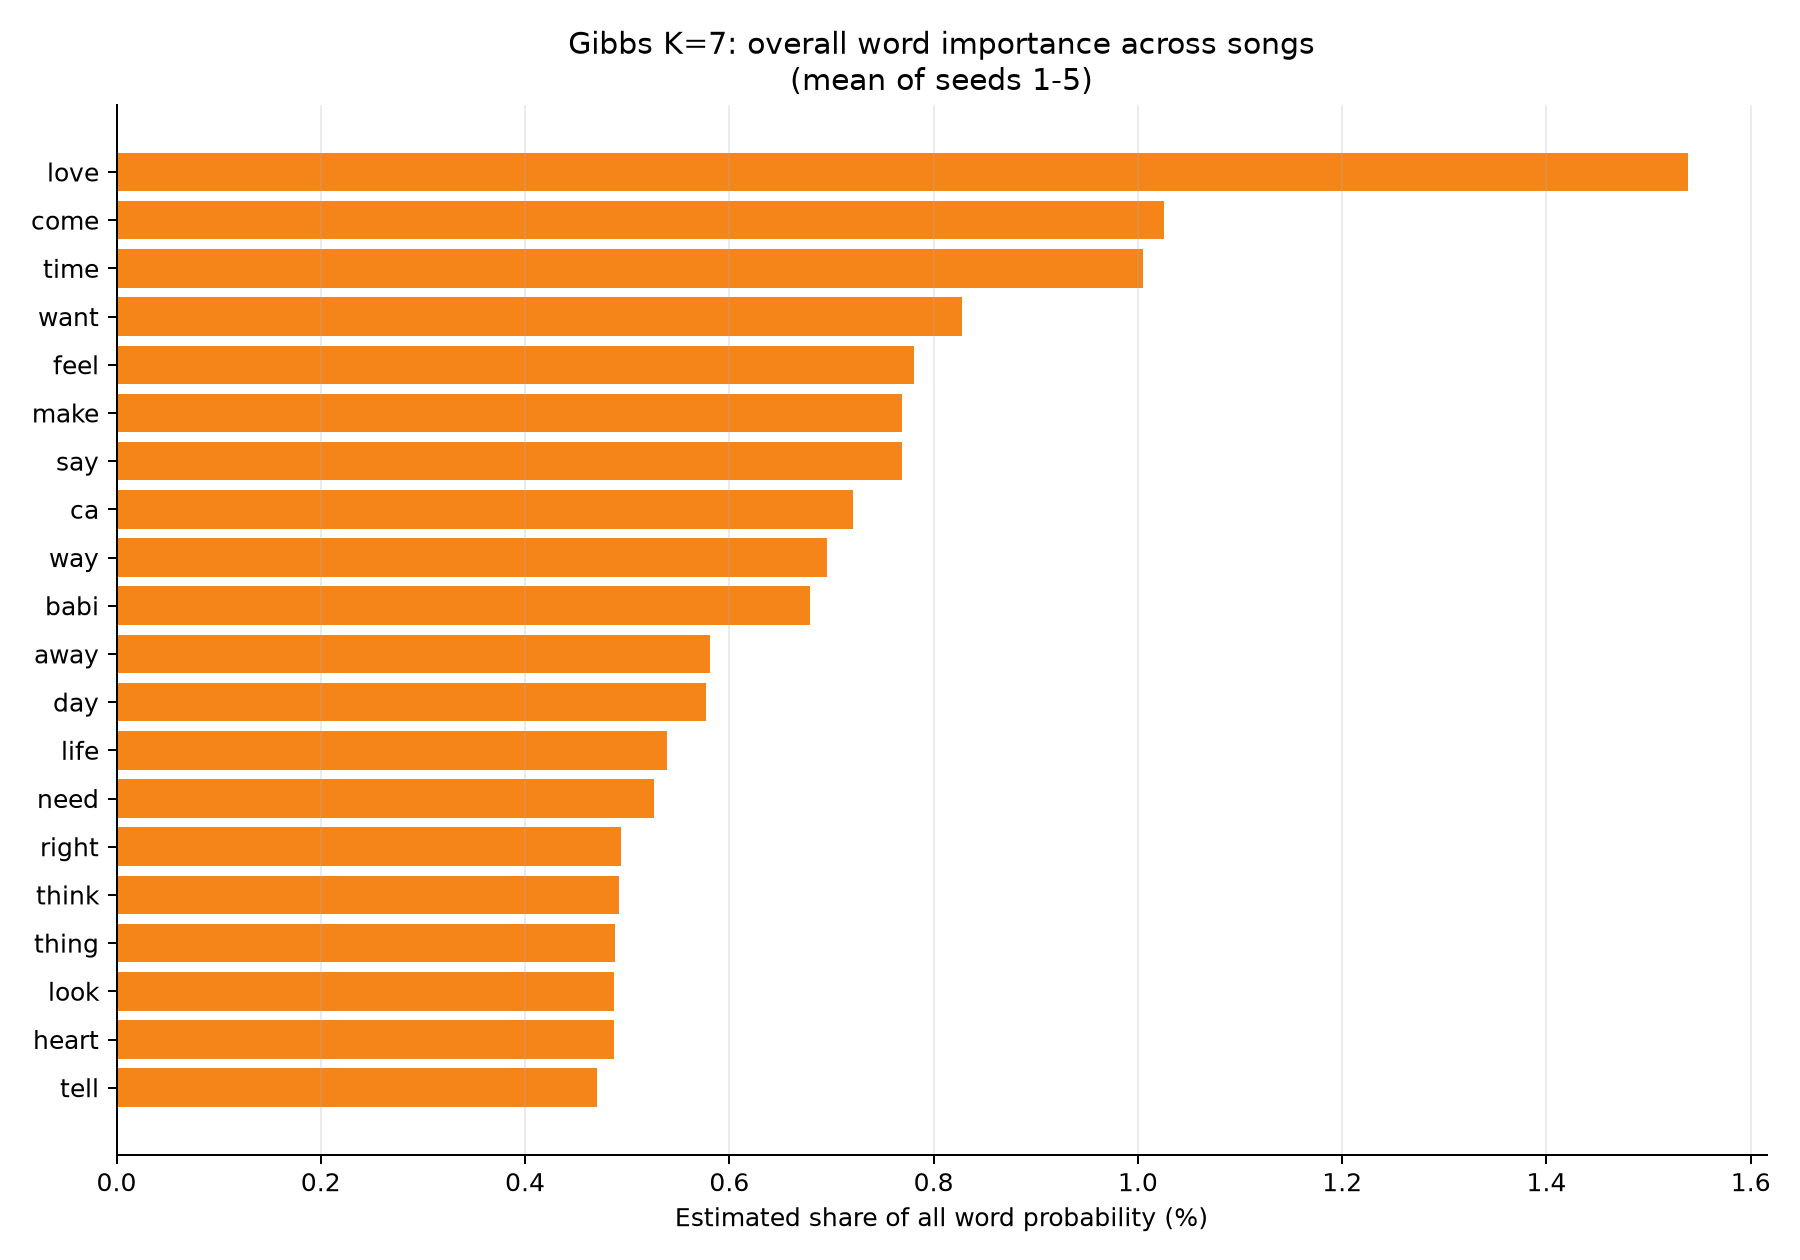 Gibbs K=7: overall word importance across songs
(mean of seeds 1-5)
love
come
time
want
feel
make
say
ca
way
babi
away
day
life
need
right
think
thing
look
heart
tell
0.0 0.2 0.4 0.6 0.8 1.0 1.2 1.4 1.6
Estimated share of all word probability (%)